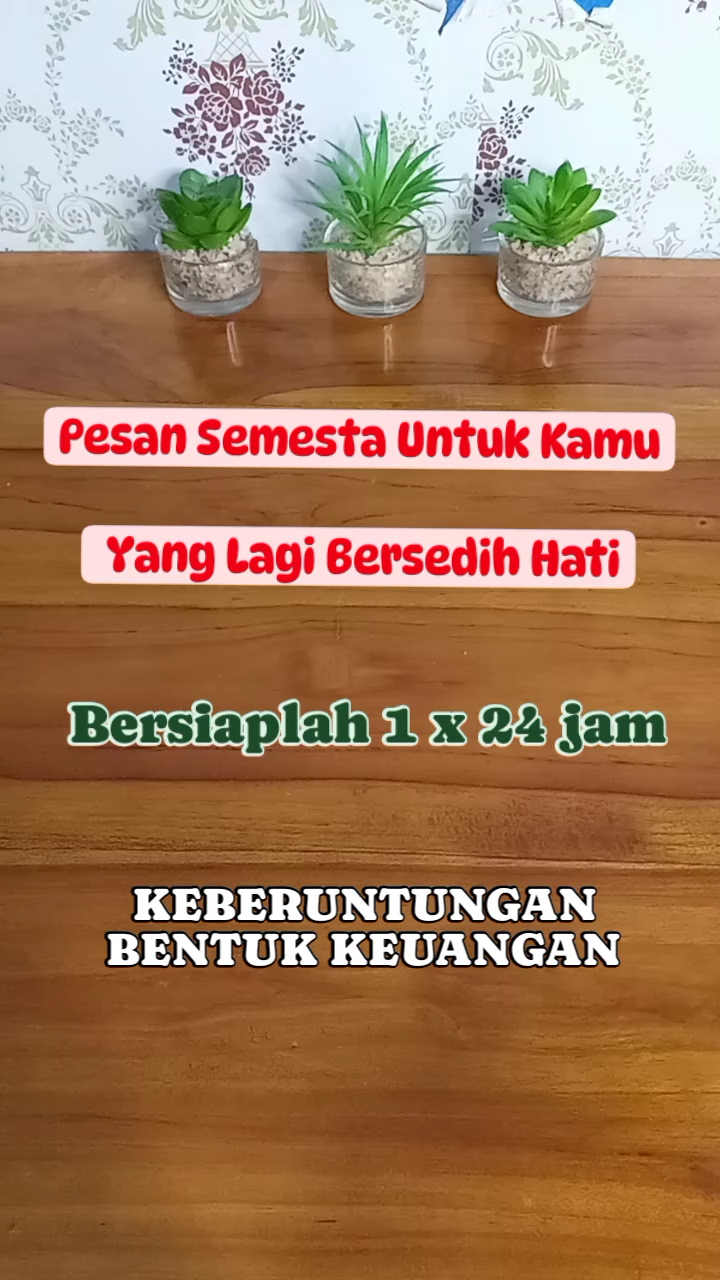 Pesan Semesta Untuk Kamu
Yang Lagi Bersedih Hati
Bersiaplah 1 x 24 jam
KEBERUNTUNGAN
BENTUK KEUANGAN